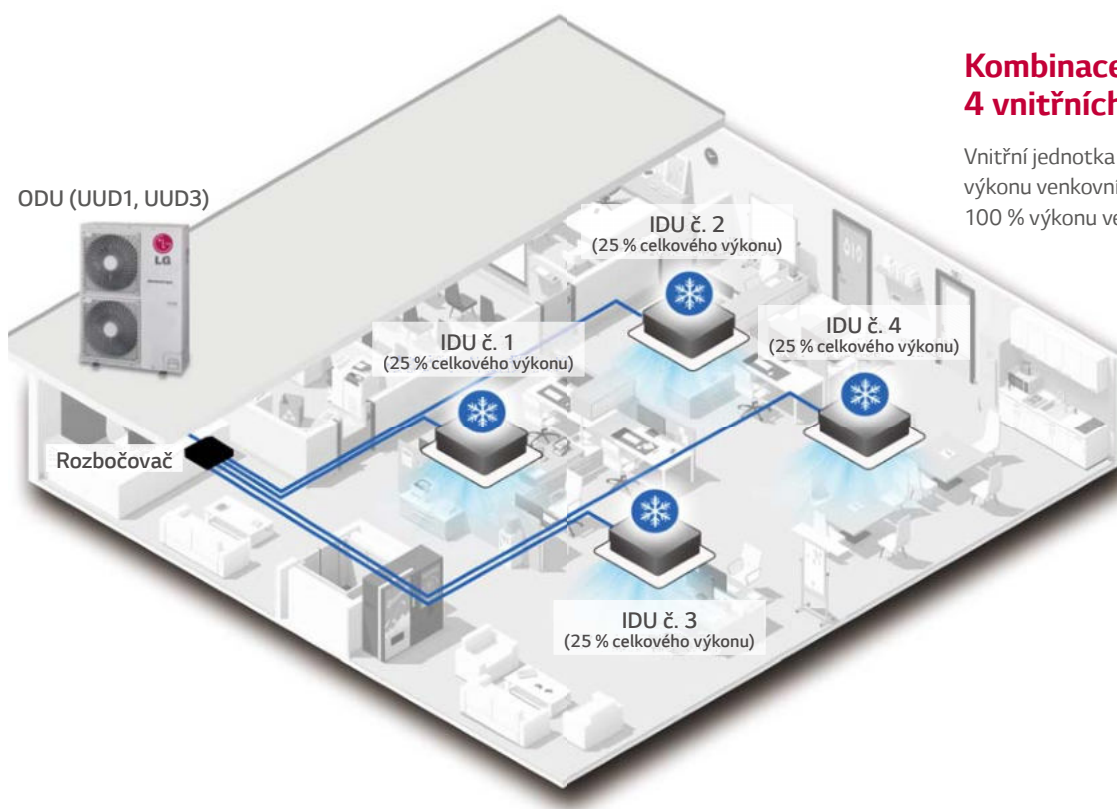 Kombinace
4 vnitřních
Vnitřní jednotka
výkonu venkovní
100 % výkonu ve
ODU (UUD1, UUD3)
LG
IDU č. 2
(25 % celkového výkonu)
IDU č. 1
(25 % celkového výkonu)
IDU č. 4
(25 % celkového výkonu)
Rozbočovač
IDU č. 3
(25 % celkového výkonu)